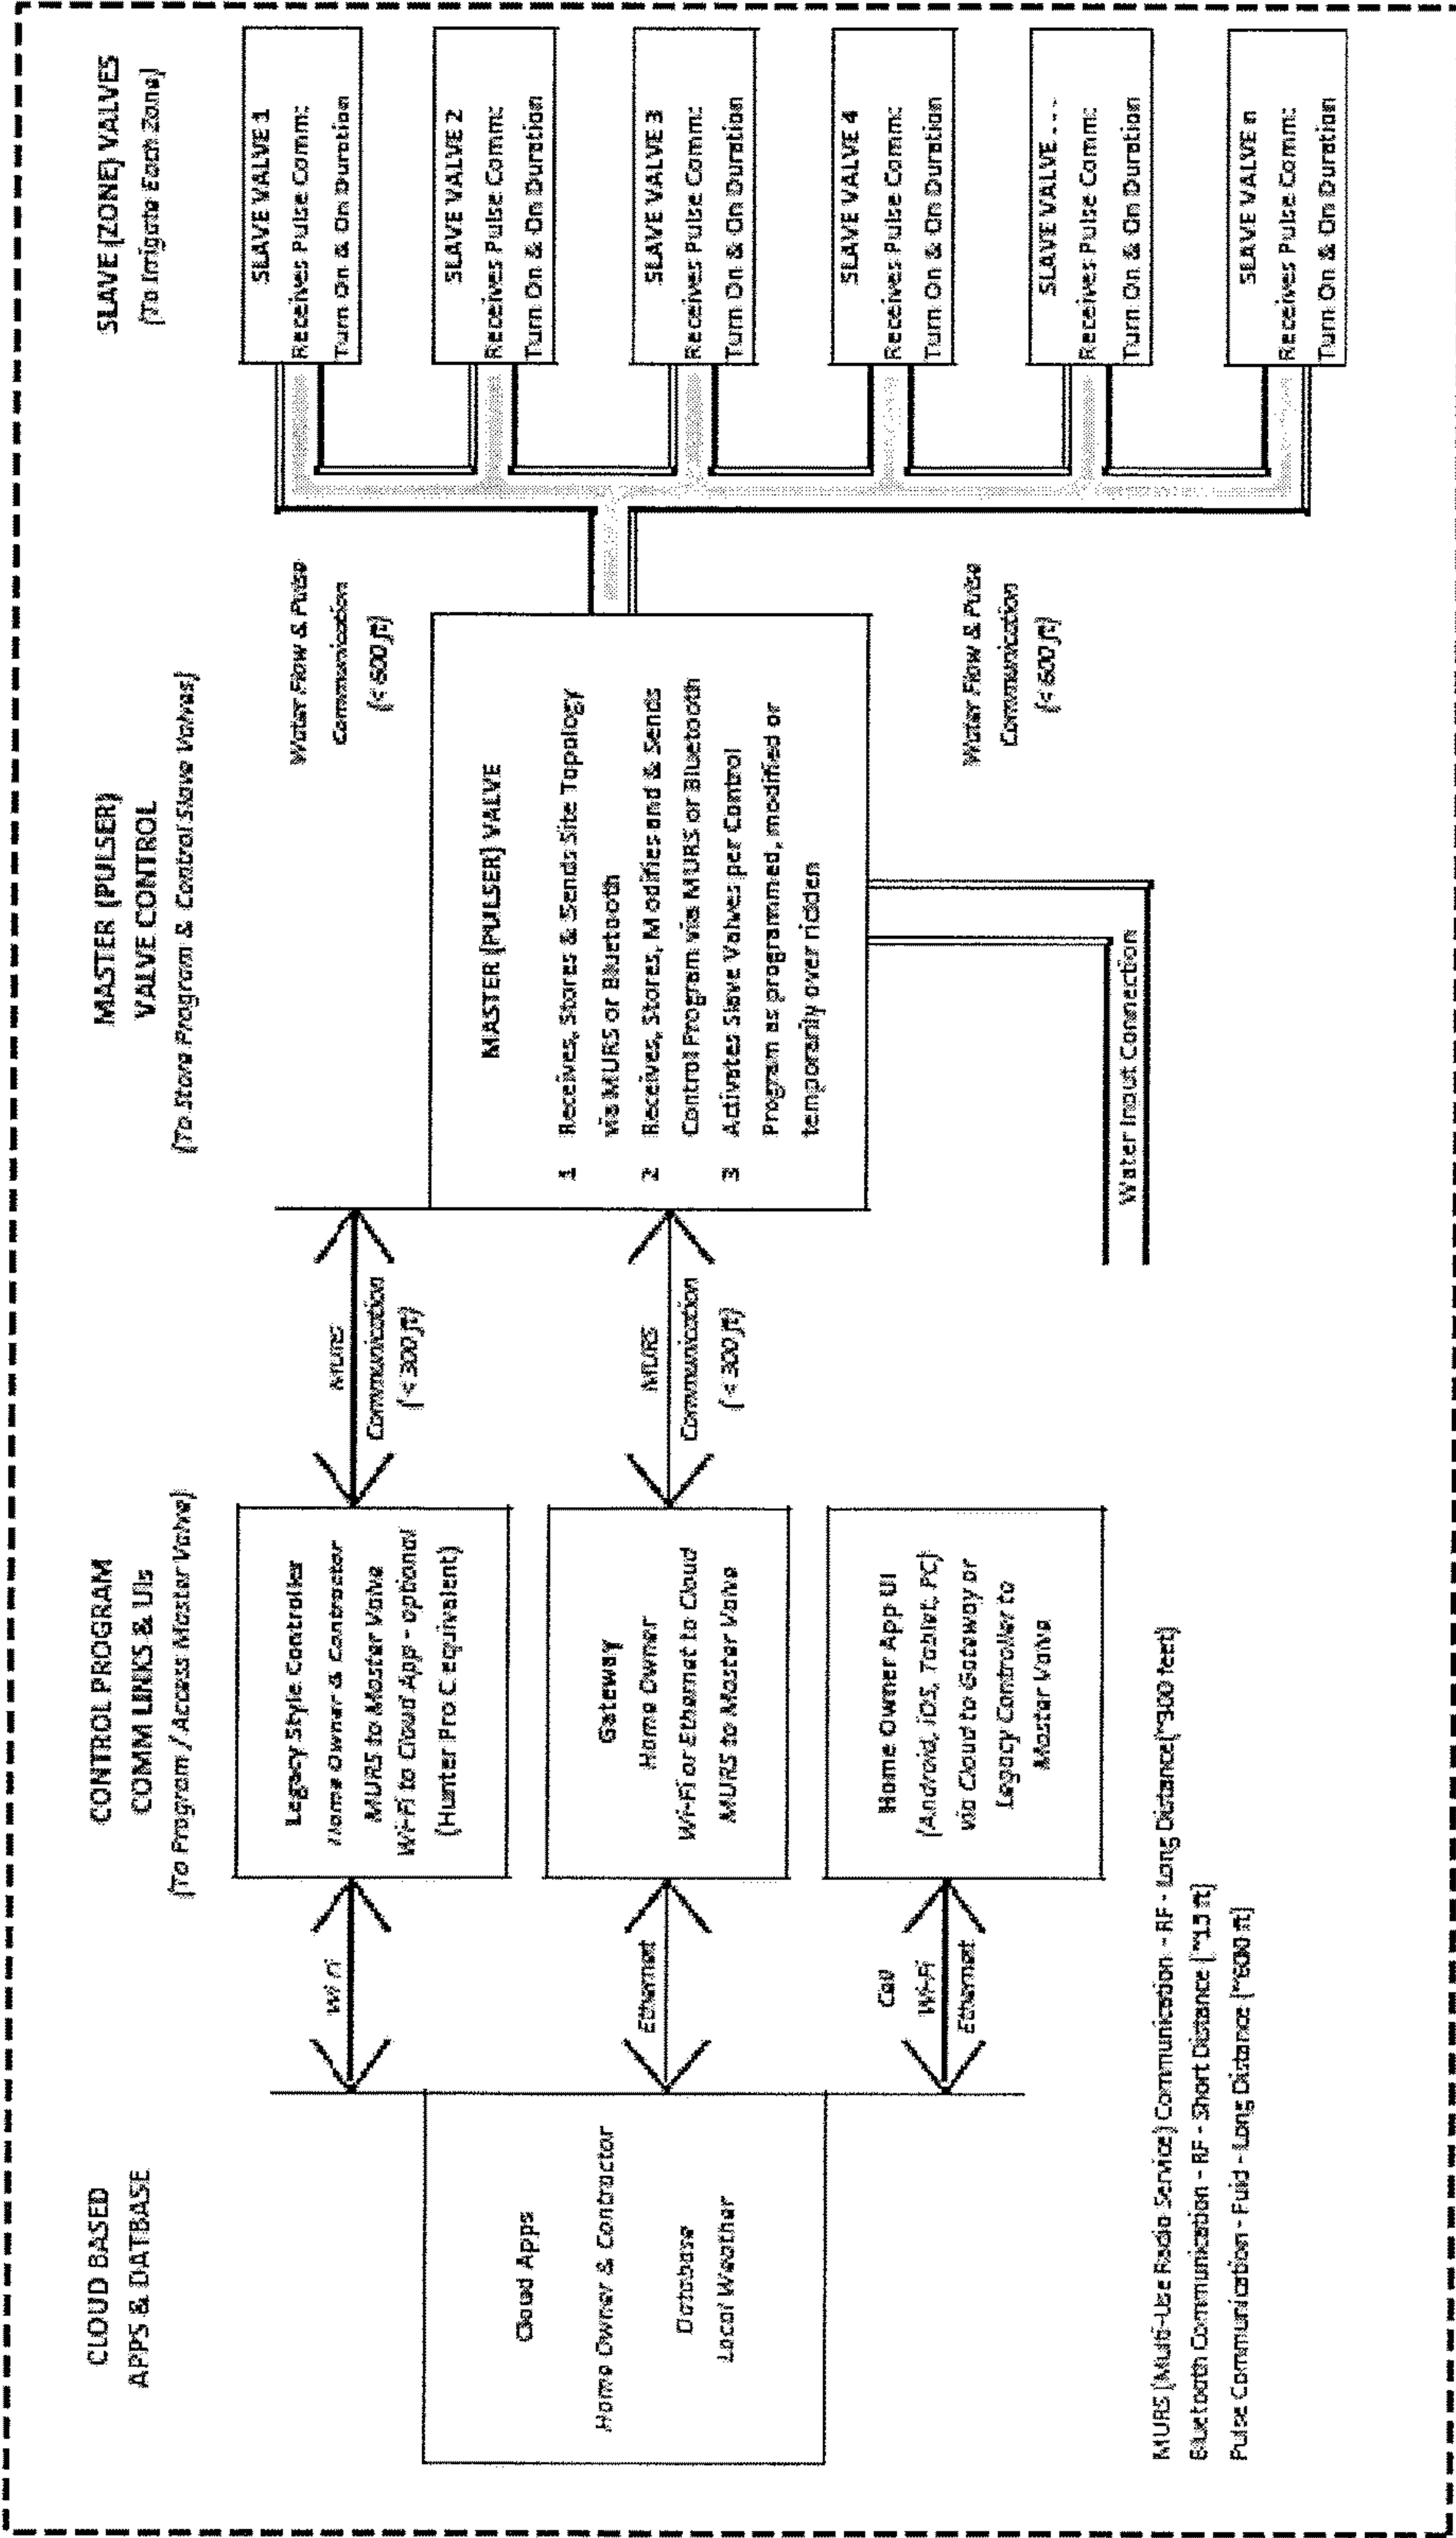 CLOUD BASED
APPS & DATBASE
Cloud Apps
Home Owner & Contractor
Database
Local Weather
Wi Fi
Ethernet
Cell
Wi-Fi
Ethernet
CONTROL PROGRAM
COMM LINKS & UIs
(To Program / Access Master Valve)
Legacy Style Controller
Home Owner & Contractor
MURS to Master Valve
Wi-Fi to Cloud App - optional
(Hunter Pro C equivalent)
Gateway
Home Owner
Wi-Fi or Ethernet to Cloud
MURS to Master Valve
Home Owner App UI
(Android, iOS, Tablet, PC)
via Cloud to Gateway or
Legacy Controller to
Master Valve
MURS
Communication
(< 300 ft)
MURS
Communication
(< 300 ft)
MASTER (PULSER)
VALVE CONTROL
(To Store Program & Control Slave Valves)
MASTER (PULSER) VALVE
1 Receives, Stores & Sends Site Topology
via MURS or Bluetooth
2 Receives, Stores, Modifies and & Sends
Control Program via MURS or Bluetooth
3 Activates Slave Valves per Control
Program as programmed, modified or
temporarily over ridden
Water Input Connection
Water Flow & Pulse
Communication
(< 600 ft)
Water Flow & Pulse
Communication
(< 600 ft)
SLAVE (ZONE) VALVES
(To Irrigate Each Zone)
SLAVE VALVE 1
Receives Pulse Comm:
Turn On & On Duration
SLAVE VALVE 2
Receives Pulse Comm:
Turn On & On Duration
SLAVE VALVE 3
Receives Pulse Comm:
Turn On & On Duration
SLAVE VALVE 4
Receives Pulse Comm:
Turn On & On Duration
SLAVE VALVE...
Receives Pulse Comm:
Turn On & On Duration
SLAVE VALVE n
Receives Pulse Comm:
Turn On & On Duration
MURS (Multi-Use Radio Service) Communication - RF - Long Distance(~300 feet)
Bluetooth Communication - RF - Short Distance (~15 ft)
Pulse Communication - Fuid - Long Distance (~600 ft)